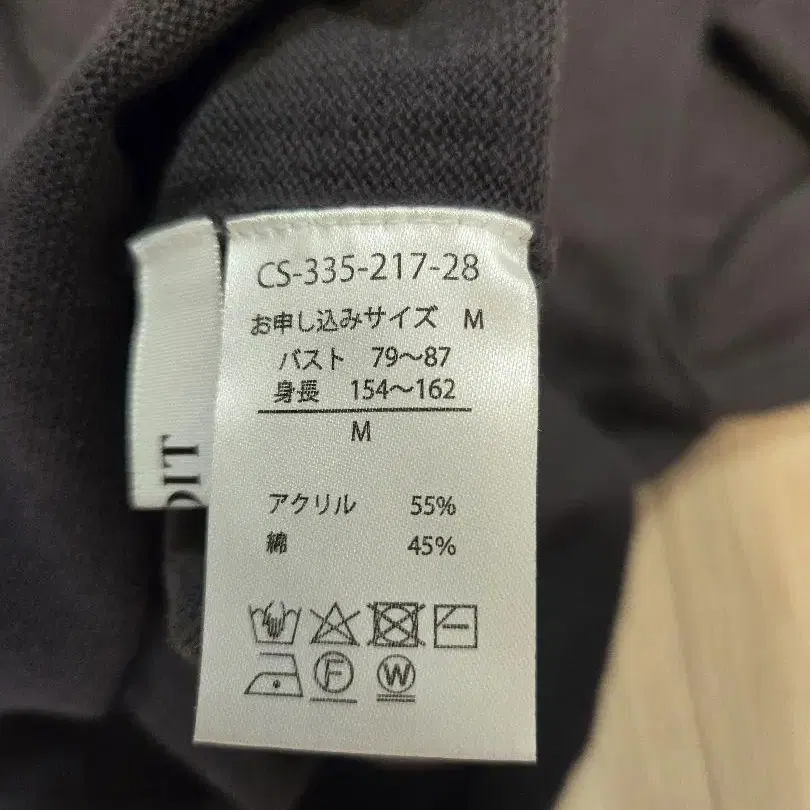 CS-335-217-28
お申し込みサイズ M
バスト 79〜87
身長 154〜162
M
アクリル 55%
綿 45%
F W